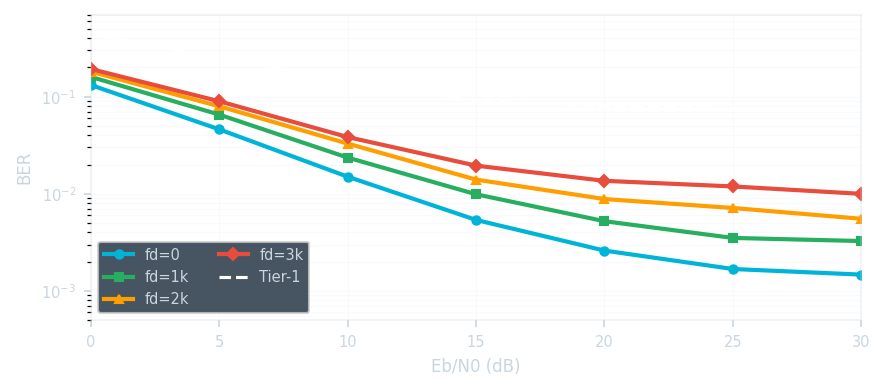 BER
10⁻¹
10⁻²
10⁻³
fd=0
fd=1k
fd=2k
fd=3k
Tier-1
0 5 10 15 20 25 30
Eb/N0 (dB)